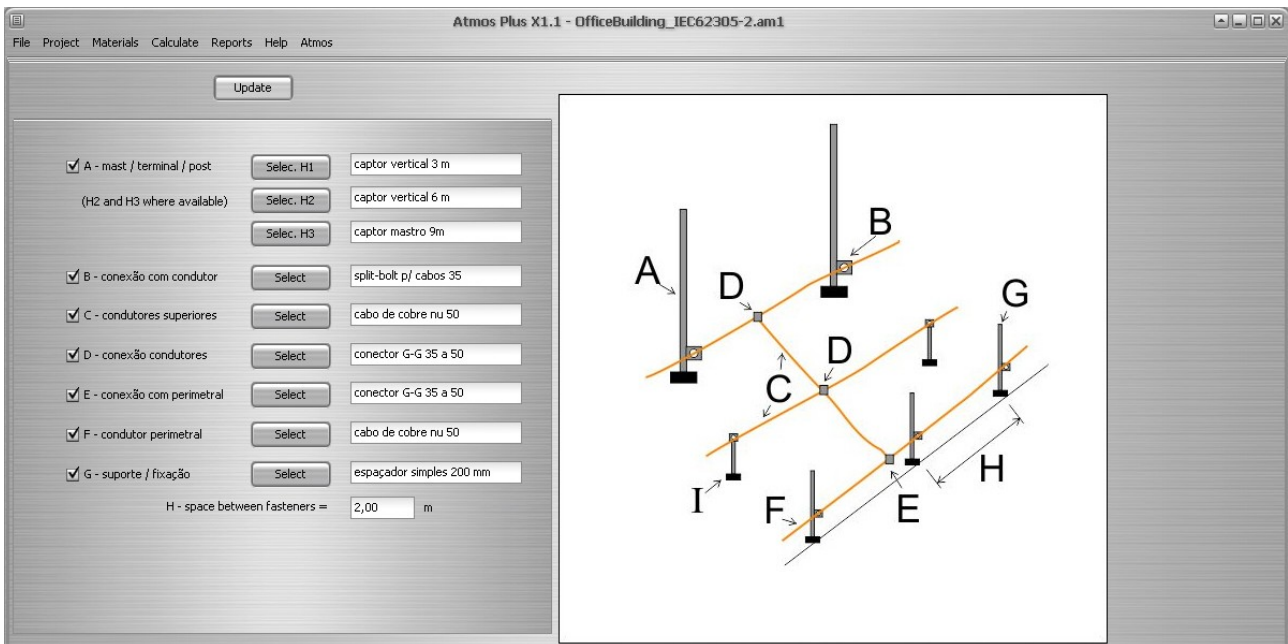 Atmos Plus X1.1 - OfficeBuilding_IEC62305-2.am1
File Project Materials Calculate Reports Help Atmos
Update
A - mast / terminal / post Selec. H1 captor vertical 3 m
(H2 and H3 where available) Selec. H2 captor vertical 6 m
Selec. H3 captor mastro 9m
B - conexão com condutor Select split-bolt p/ cabos 35
C - condutores superiores Select cabo de cobre nu 50
D - conexão condutores Select conector G-G 35 a 50
E - conexão com perimetral Select conector G-G 35 a 50
F - condutor perimetral Select cabo de cobre nu 50
G - suporte / fixação Select espaçador simples 200 mm
H - space between fasteners = 2,00 m
B
A
D
G
D
C
H
I
F
E